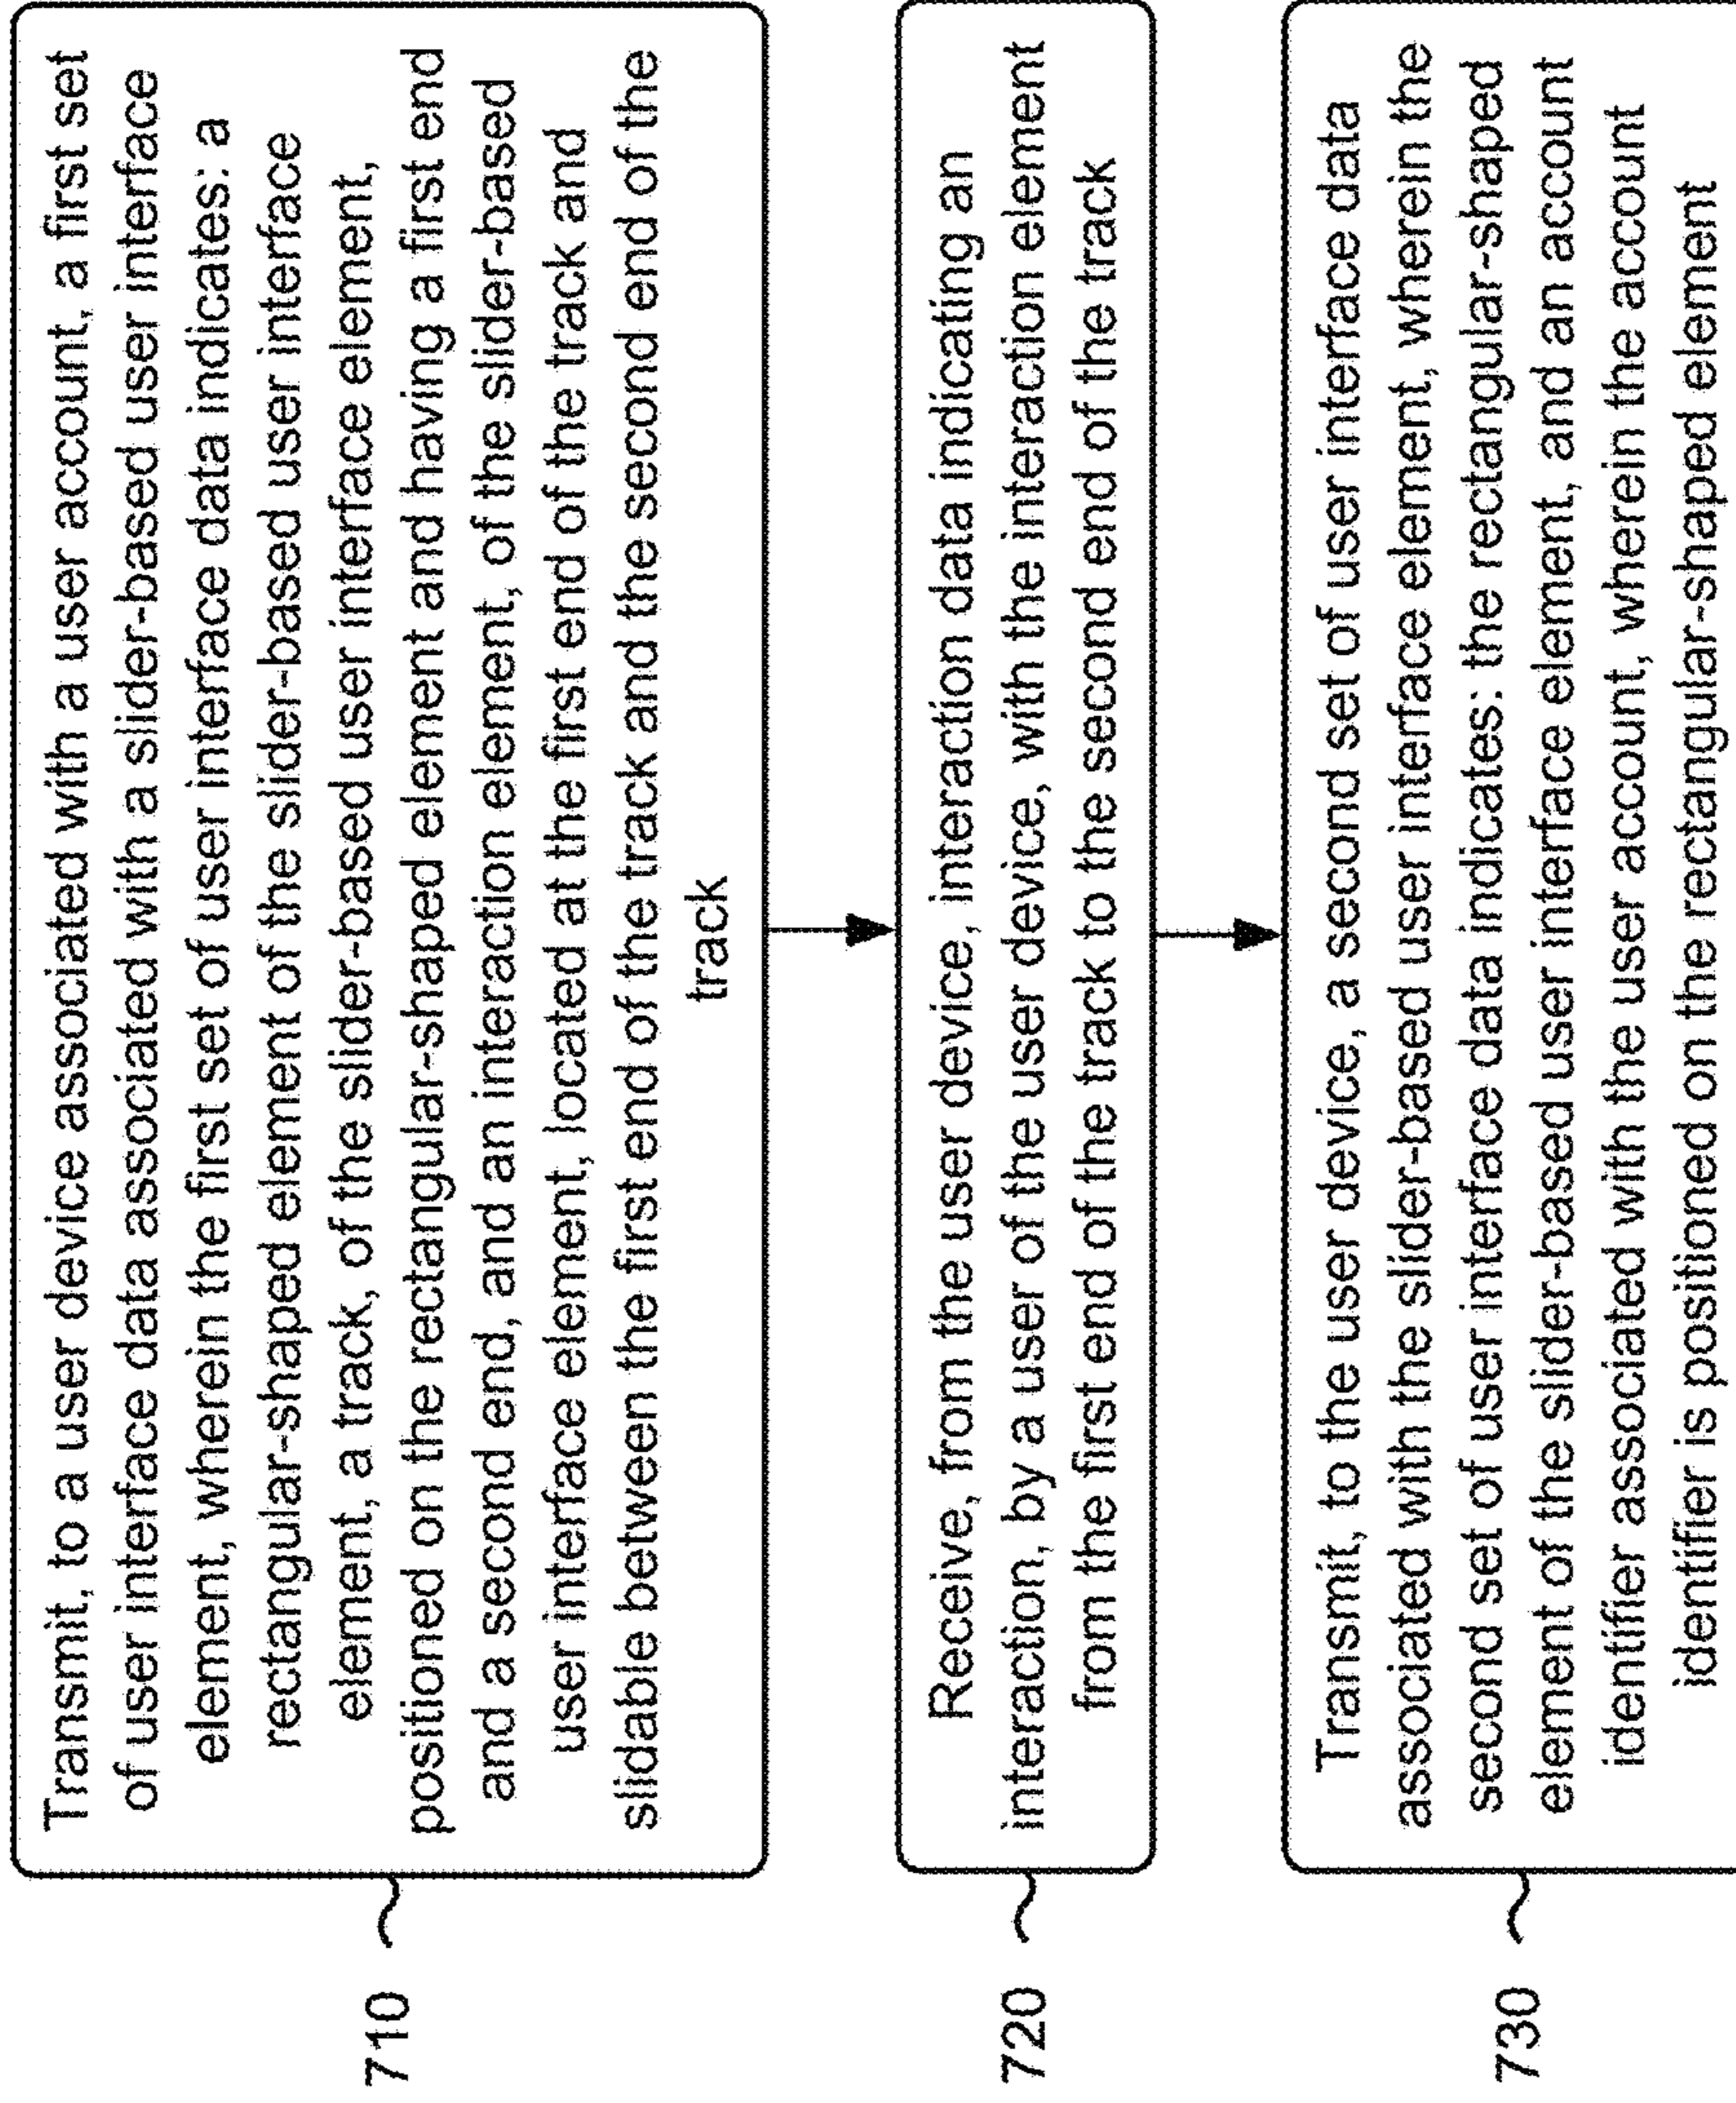 710
Transmit, to a user device associated with a user account, a first set
of user interface data associated with a slider-based user interface
element, wherein the first set of user interface data indicates: a
rectangular-shaped element of the slider-based user interface
element, a track, of the slider-based user interface element,
positioned on the rectangular-shaped element and having a first end
and a second end, and an interaction element, of the slider-based
user interface element, located at the first end of the track and
slidable between the first end of the track and the second end of the
track
720
Receive, from the user device, interaction data indicating an
interaction, by a user of the user device, with the interaction element
from the first end of the track to the second end of the track
730
Transmit, to the user device, a second set of user interface data
associated with the slider-based user interface element, wherein the
second set of user interface data indicates: the rectangular-shaped
element of the slider-based user interface element, and an account
identifier associated with the user account, wherein the account
identifier is positioned on the rectangular-shaped element